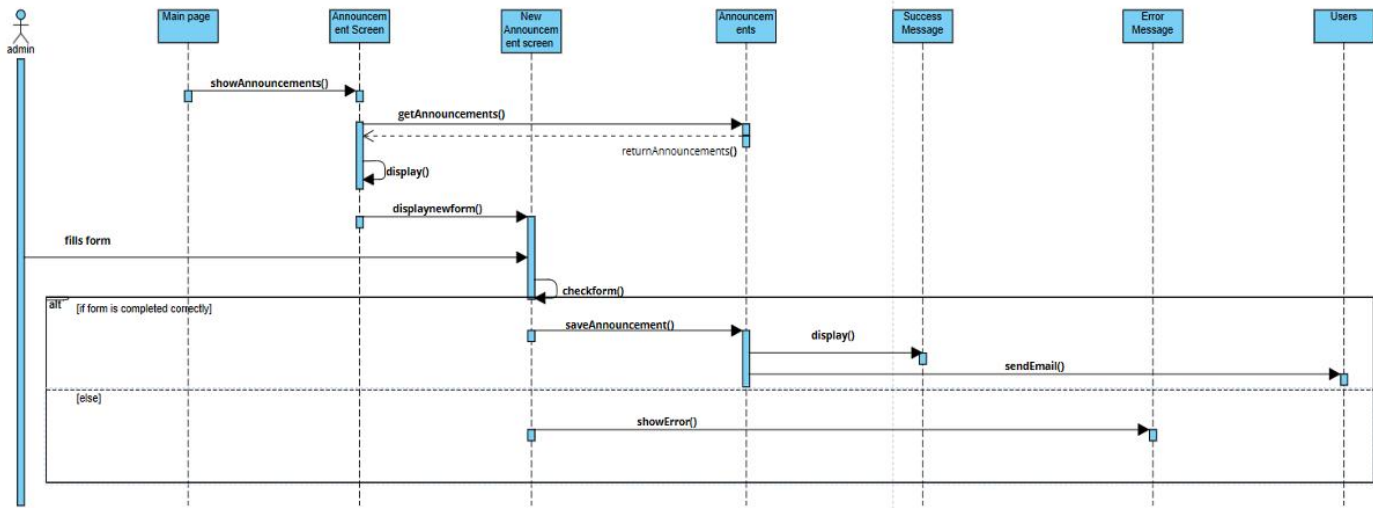 admin
Main page
Announcem
ent Screen
New
Announcem
ent screen
Announcem
ents
Success
Message
Error
Message
Users
showAnnouncements()
getAnnouncements()
returnAnnouncements()
display()
displaynewform()
fills form
checkform()
alt
[if form is completed correctly]
saveAnnouncement()
display()
sendEmail()
[else]
showError()